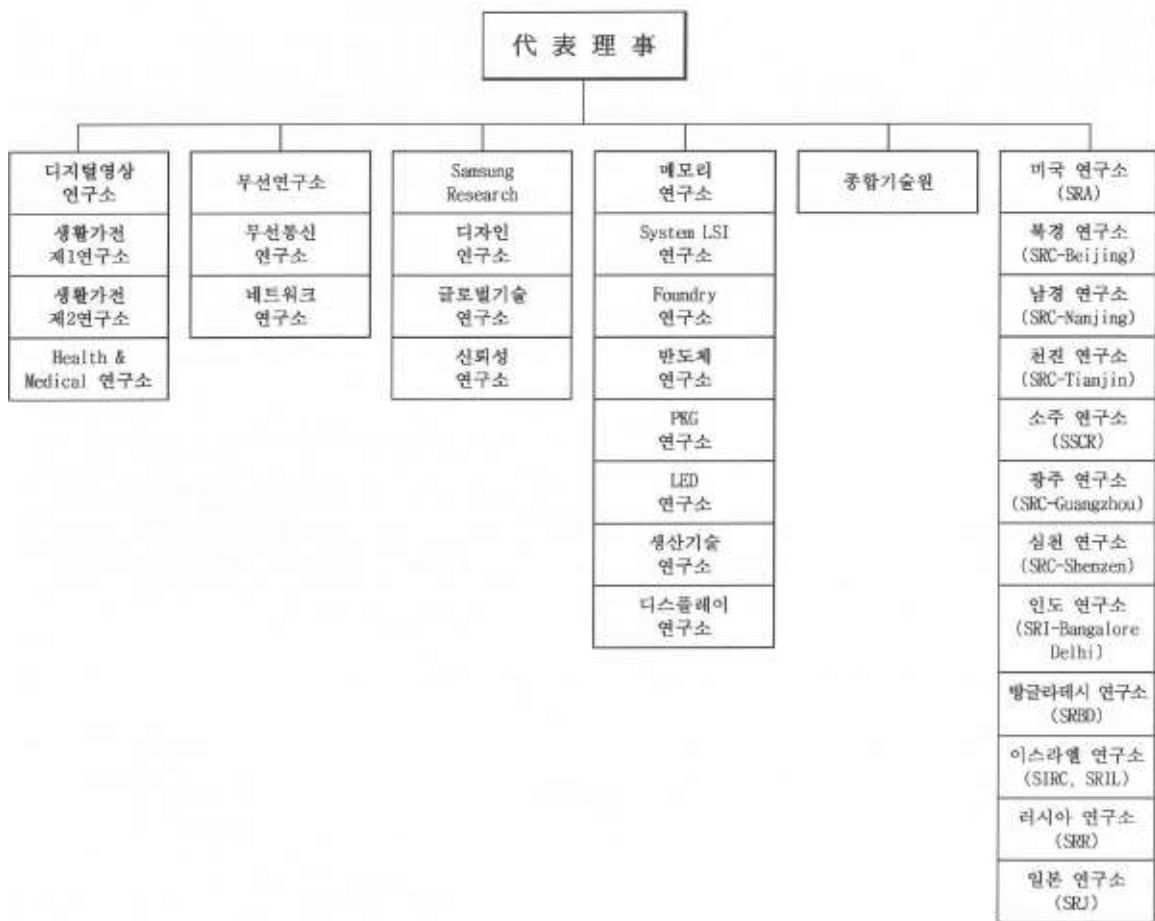 代 表 理 事
디지털영상
연구소
생활가전
제1연구소
생활가전
제2연구소
Health &
Medical 연구소
무선연구소
무선통신
연구소
네트워크
연구소
Samsung
Research
디자인
연구소
글로벌기술
연구소
신뢰성
연구소
메모리
연구소
System LSI
연구소
Foundry
연구소
반도체
연구소
PKG
연구소
LED
연구소
생산기술
연구소
디스플레이
연구소
종합기술원
미국 연구소
(SRA)
북경 연구소
(SRC-Beijing)
남경 연구소
(SRC-Nanjing)
천진 연구소
(SRC-Tianjin)
소주 연구소
(SSCR)
광주 연구소
(SRC-Guangzhou)
심천 연구소
(SRC-Shenzen)
인도 연구소
(SRI-Bangalore
Delhi)
방글라데시 연구소
(SRBD)
이스라엘 연구소
(SIRC, SRIL)
러시아 연구소
(SRR)
일본 연구소
(SRJ)